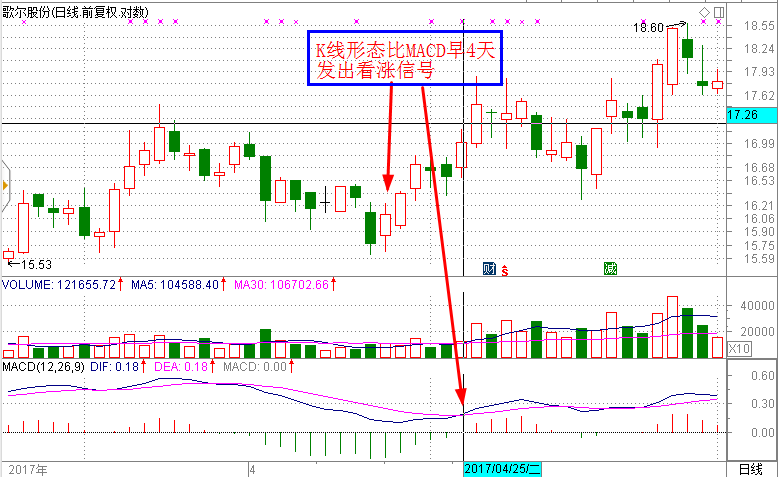 歌尔股份(日线.前复权.对数)
K线形态比MACD早4天
发出看涨信号
18.60
18.55
18.24
17.93
17.62
17.26
16.99
16.68
16.53
16.21
16.06
15.90
15.75
15.59
15.53
财
ŝ
减
VOLUME: 121655.72 MA5: 104588.40 MA30: 106702.66
40000
20000
X10
MACD(12,26,9) DIF: 0.18 DEA: 0.18 MACD: 0.00
0.60
0.30
0.00
2017年
4
2017/04/25/二
日线